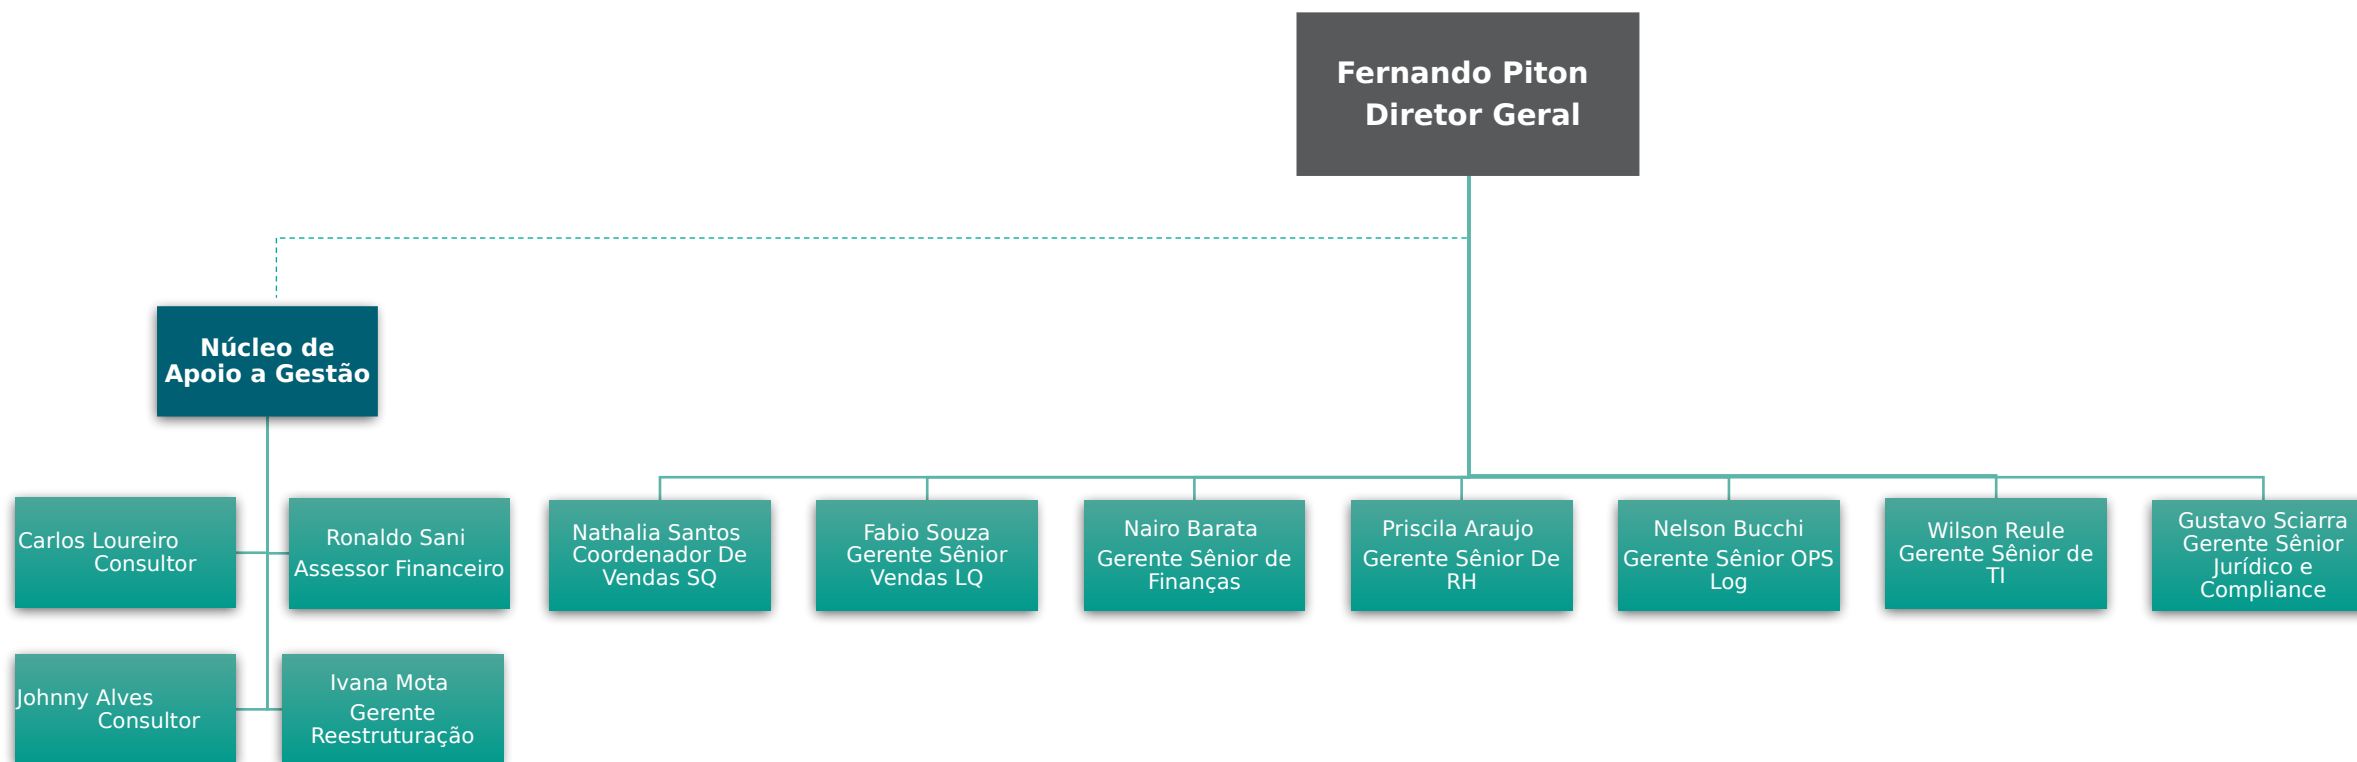 Fernando Piton
Diretor Geral
Núcleo de
Apoio a Gestão
Carlos Loureiro
Consultor
Ronaldo Sani
Assessor Financeiro
Nathalia Santos
Coordenador De
Vendas SQ
Fabio Souza
Gerente Sênior
Vendas LQ
Nairo Barata
Gerente Sênior de
Finanças
Priscila Araujo
Gerente Sênior De
RH
Nelson Bucchi
Gerente Sênior OPS
Log
Wilson Reule
Gerente Sênior de
TI
Gustavo Sciarra
Gerente Sênior
Jurídico e
Compliance
Johnny Alves
Consultor
Ivana Mota
Gerente
Reestruturação